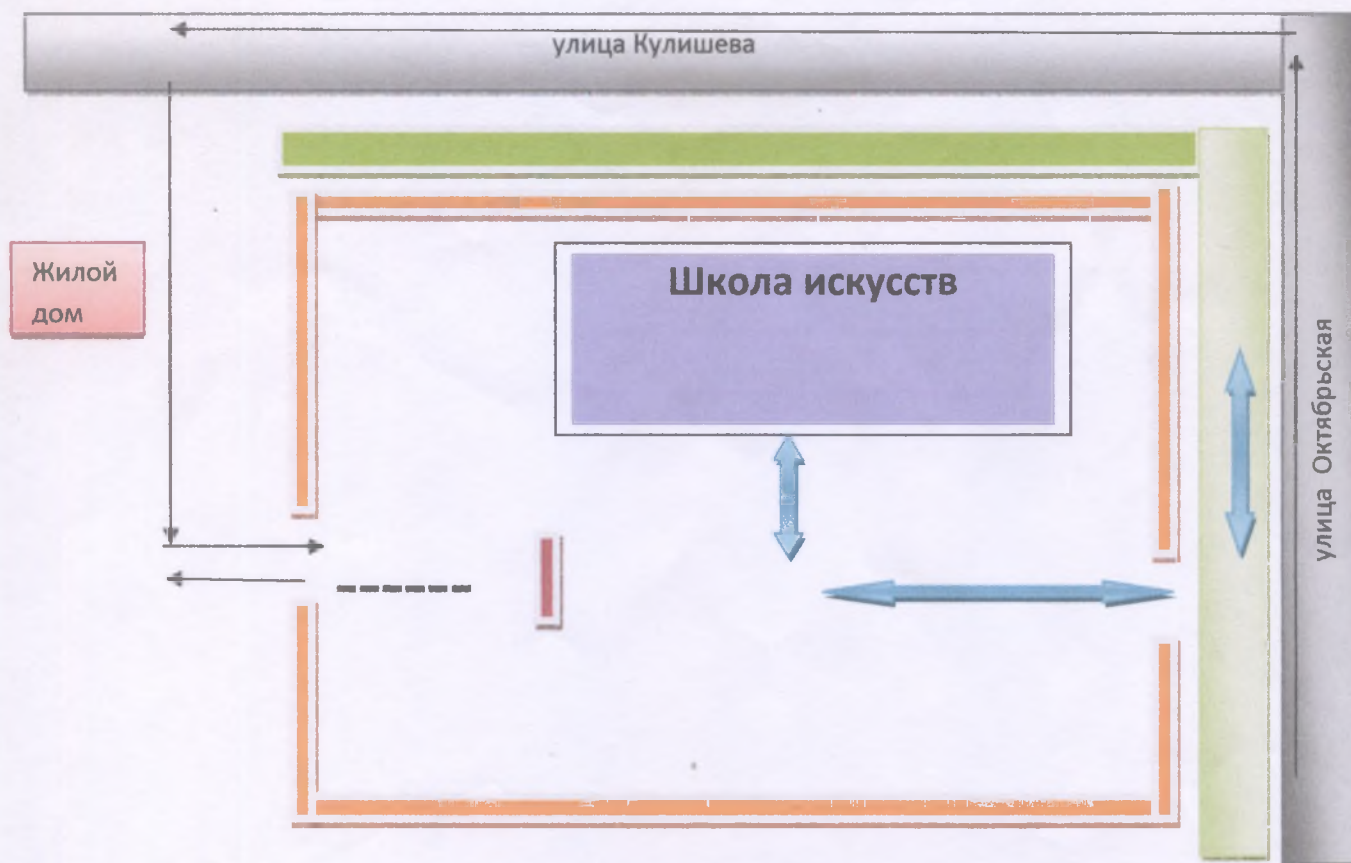 улица Кулишева
Жилой
дом
Школа искусств
улица Октябрьская